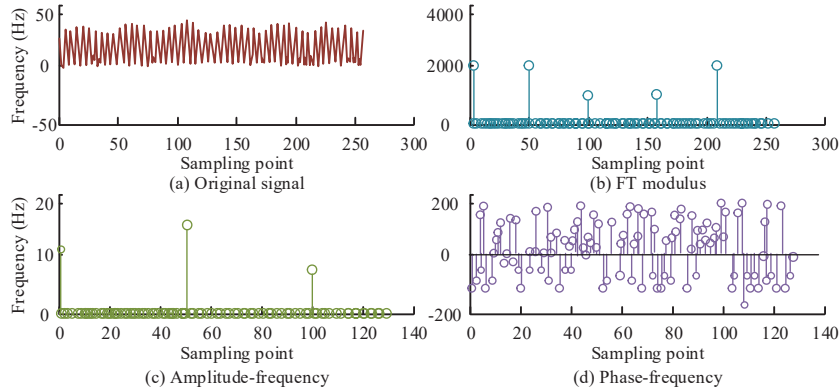 50
0
-50
Frequency (Hz)
0 50 100 150 200 250 300
Sampling point
(a) Original signal
4000
2000
0
0 50 100 150 200 250 300
Sampling point
(b) FT modulus
20
10
0
Frequency (Hz)
0 20 40 60 80 100 120 140
Sampling point
(c) Amplitude-frequency
200
0
-200
0 20 40 60 80 100 120 140
Sampling point
(d) Phase-frequency